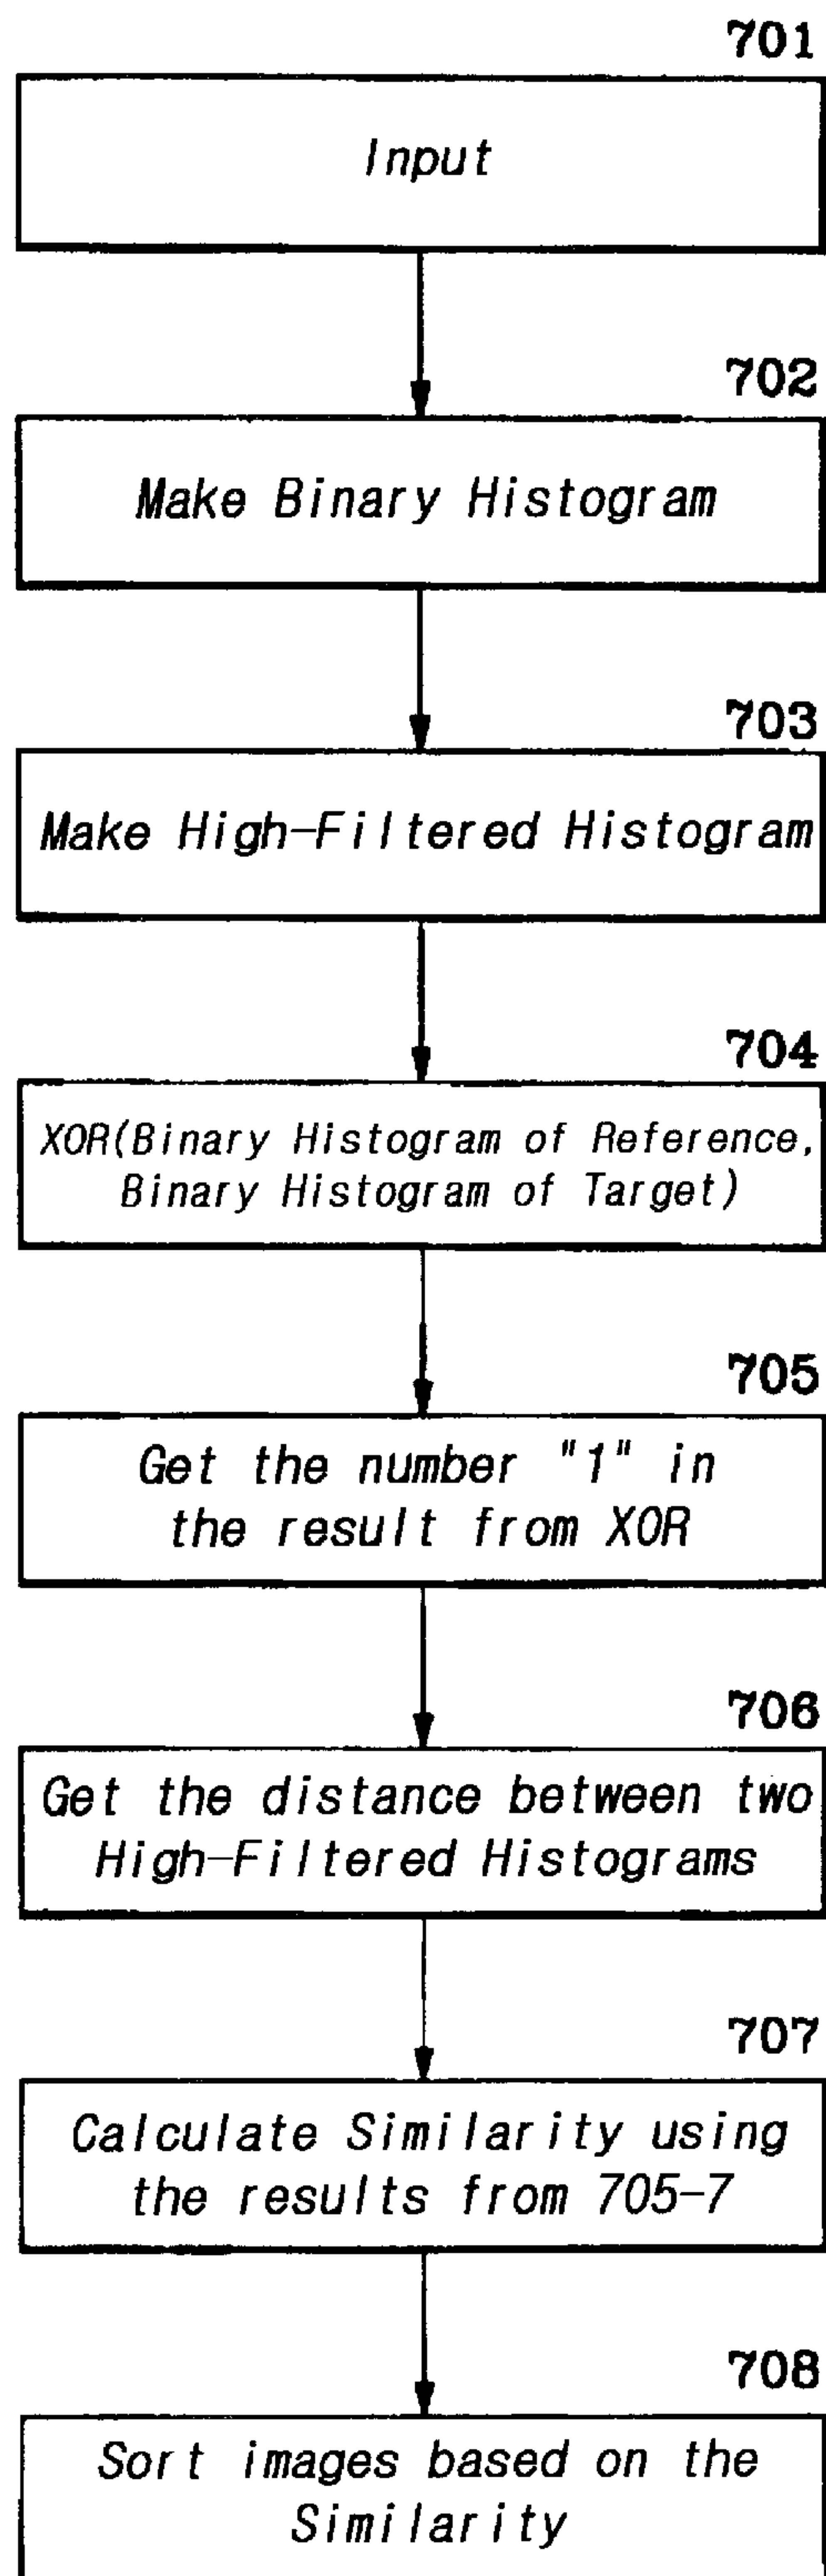 701
Input
702
Make Binary Histogram
703
Make High-Filtered Histogram
704
XOR(Binary Histogram of Reference,
Binary Histogram of Target)
705
Get the number "1" in
the result from XOR
706
Get the distance between two
High-Filtered Histograms
707
Calculate Similarity using
the results from 705-7
708
Sort images based on the
Similarity